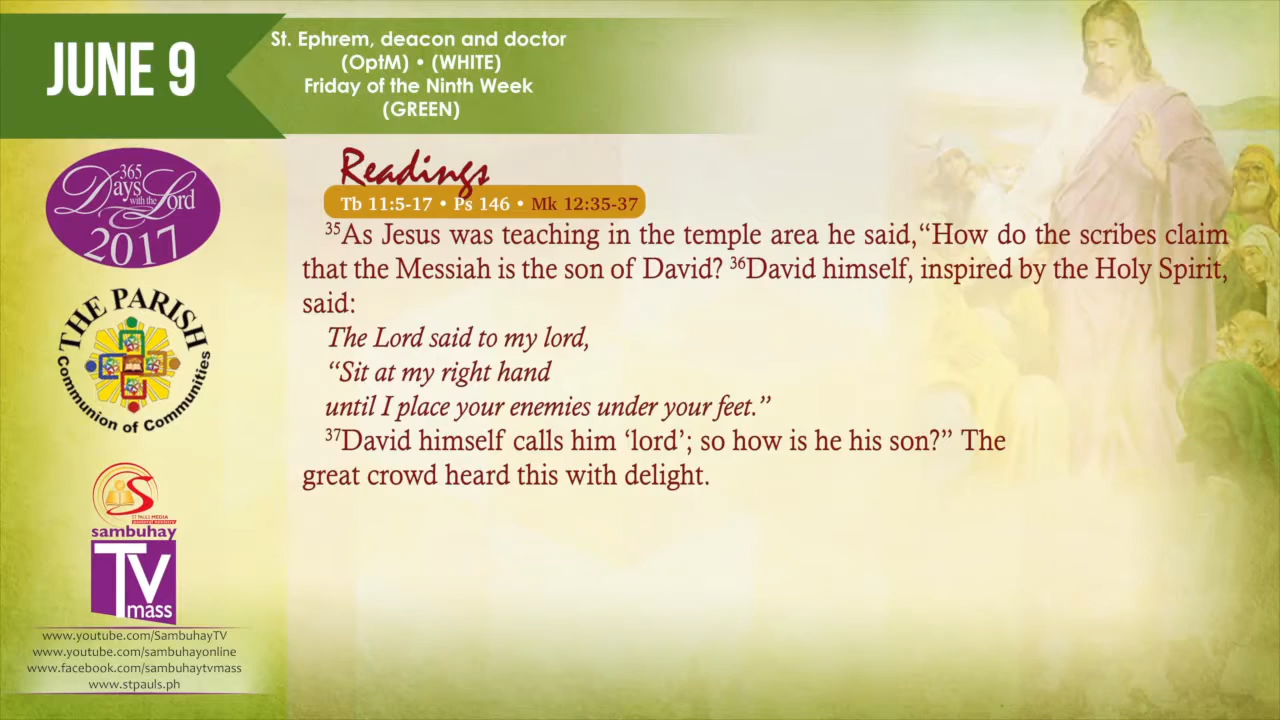 JUNE 9
St. Ephrem, deacon and doctor
(OptM) • (WHITE)
Friday of the Ninth Week
(GREEN)
365
Days
with the
Lord
2017
THE PARISH
Communion of Communities
ST PAULS MEDIA
sambuhay
TV
mass
www.youtube.com/SambuhayTV
www.youtube.com/sambuhayonline
www.facebook.com/sambuhaytvmass
www.stpauls.ph
Readings
Tb 11:5-17 • Ps 146 • Mk 12:35-37
³⁵As Jesus was teaching in the temple area he said,“How do the scribes claim
that the Messiah is the son of David? ³⁶David himself, inspired by the Holy Spirit,
said:
The Lord said to my lord,
“Sit at my right hand
until I place your enemies under your feet.”
³⁷David himself calls him ‘lord’; so how is he his son?” The
great crowd heard this with delight.